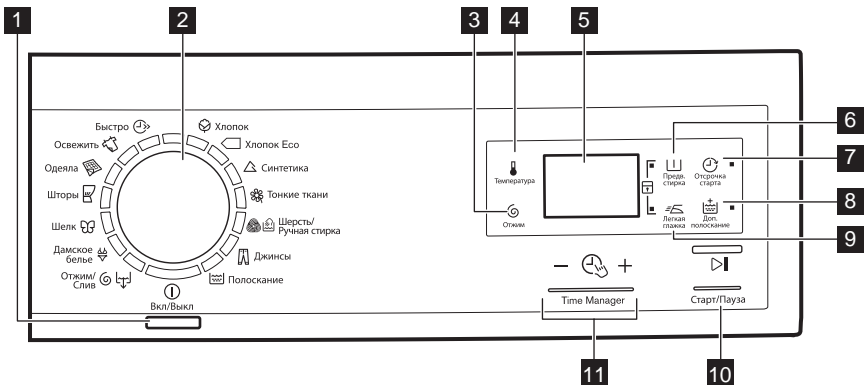 1
2
3
4
5
6
7
8
9
10
11
Быстро
Освежить
Одеяла
Шторы
Шелк
Дамское
белье
Отжим/
Слив
Вкл/Выкл
Хлопок
Хлопок Eco
Синтетика
Тонкие ткани
Шерсть/
Ручная стирка
Джинсы
Полоскание
Температура
Отжим
Предв.
стирка
Отсрочка
старта
Легкая
глажка
Доп.
полоскание
Time Manager
Старт/Пауза